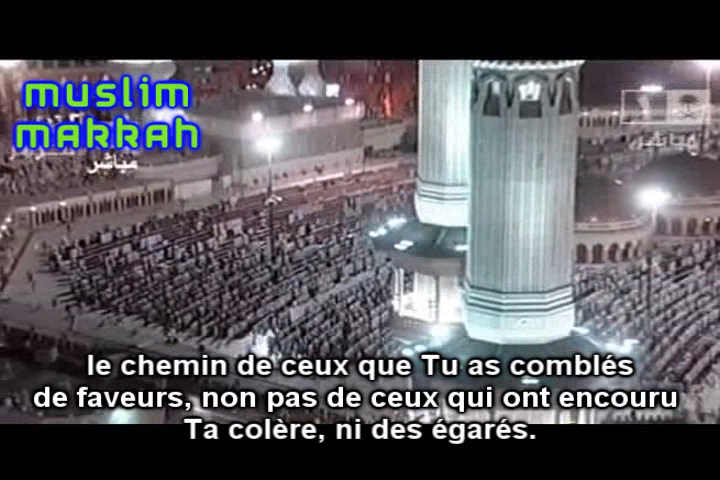 muslim
makkah
مباشر
مباشر
le chemin de ceux que Tu as comblés
de faveurs, non pas de ceux qui ont encouru
Ta colère, ni des égarés.